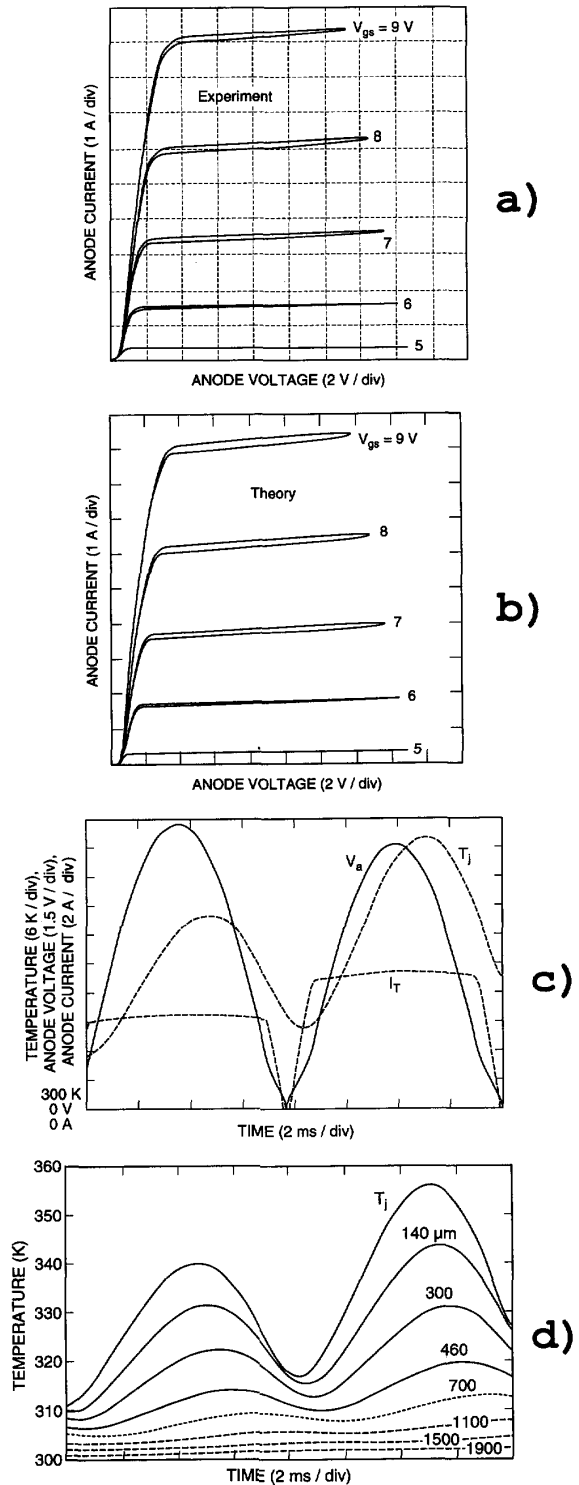 V_gs = 9 V
Experiment
8
7
6
5
ANODE CURRENT (1 A / div)
ANODE VOLTAGE (2 V / div)
a)
V_gs = 9 V
Theory
8
7
6
5
ANODE CURRENT (1 A / div)
ANODE VOLTAGE (2 V / div)
b)
TEMPERATURE (6 K / div),
ANODE VOLTAGE (1.5 V / div),
ANODE CURRENT (2 A / div)
V_a
T_j
I_T
300 K
0 V
0 A
TIME (2 ms / div)
c)
TEMPERATURE (K)
360
350
340
330
320
310
300
T_j
140 μm
300
460
700
1100
1500
1900
TIME (2 ms / div)
d)